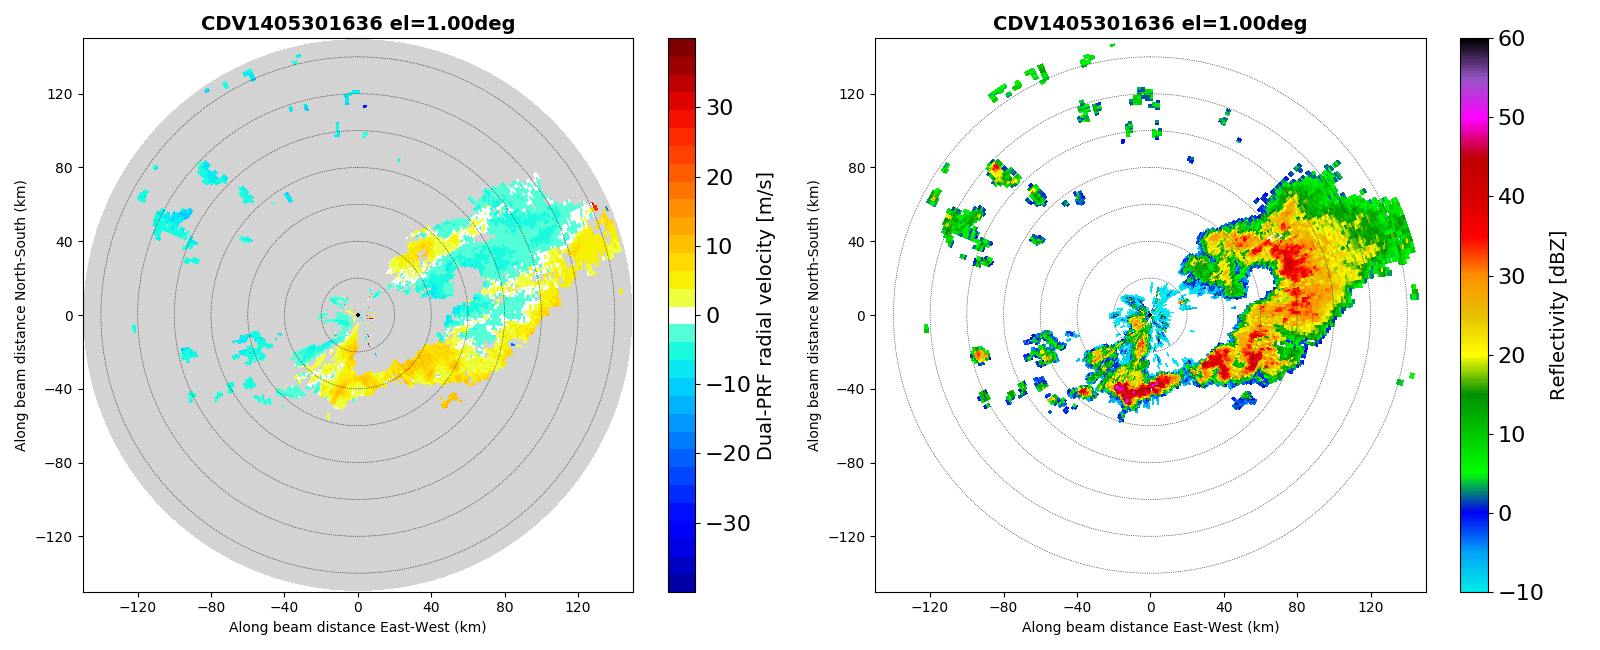 CDV1405301636 el=1.00deg
Along beam distance North-South (km)
120
80
40
0
−40
−80
−120
−120 −80 −40 0 40 80 120
Along beam distance East-West (km)
30
20
10
0
−10
−20
−30
Dual-PRF radial velocity [m/s]
CDV1405301636 el=1.00deg
Along beam distance North-South (km)
120
80
40
0
−40
−80
−120
−120 −80 −40 0 40 80 120
Along beam distance East-West (km)
60
50
40
30
20
10
0
−10
Reflectivity [dBZ]